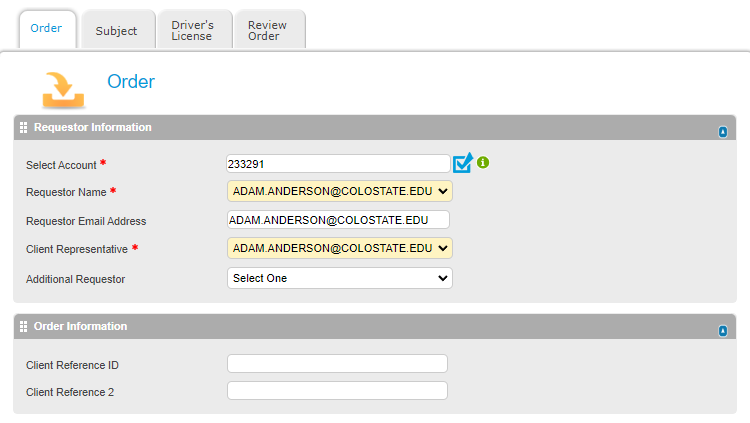 Order
Subject
Driver's
License
Review
Order
Order
Requestor Information
Select Account * 233291
Requestor Name * ADAM.ANDERSON@COLOSTATE.EDU
Requestor Email Address ADAM.ANDERSON@COLOSTATE.EDU
Client Representative * ADAM.ANDERSON@COLOSTATE.EDU
Additional Requestor Select One
Order Information
Client Reference ID
Client Reference 2